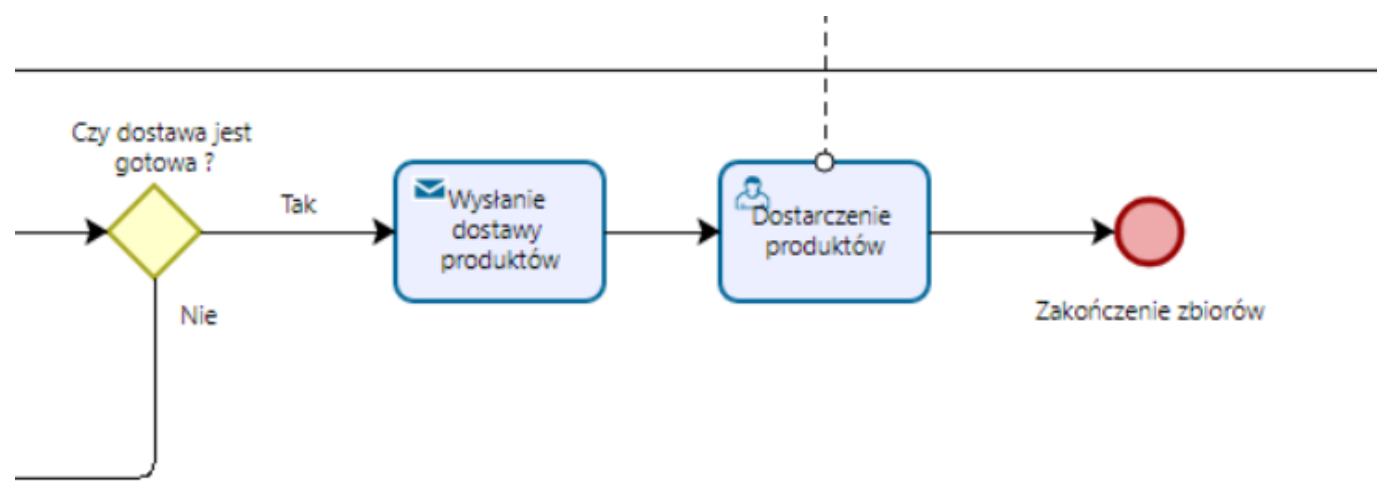 Czy dostawa jest
gotowa ?
Tak
Nie
Wysłanie
dostawy
produktów
Dostarczenie
produktów
Zakończenie zbiorów